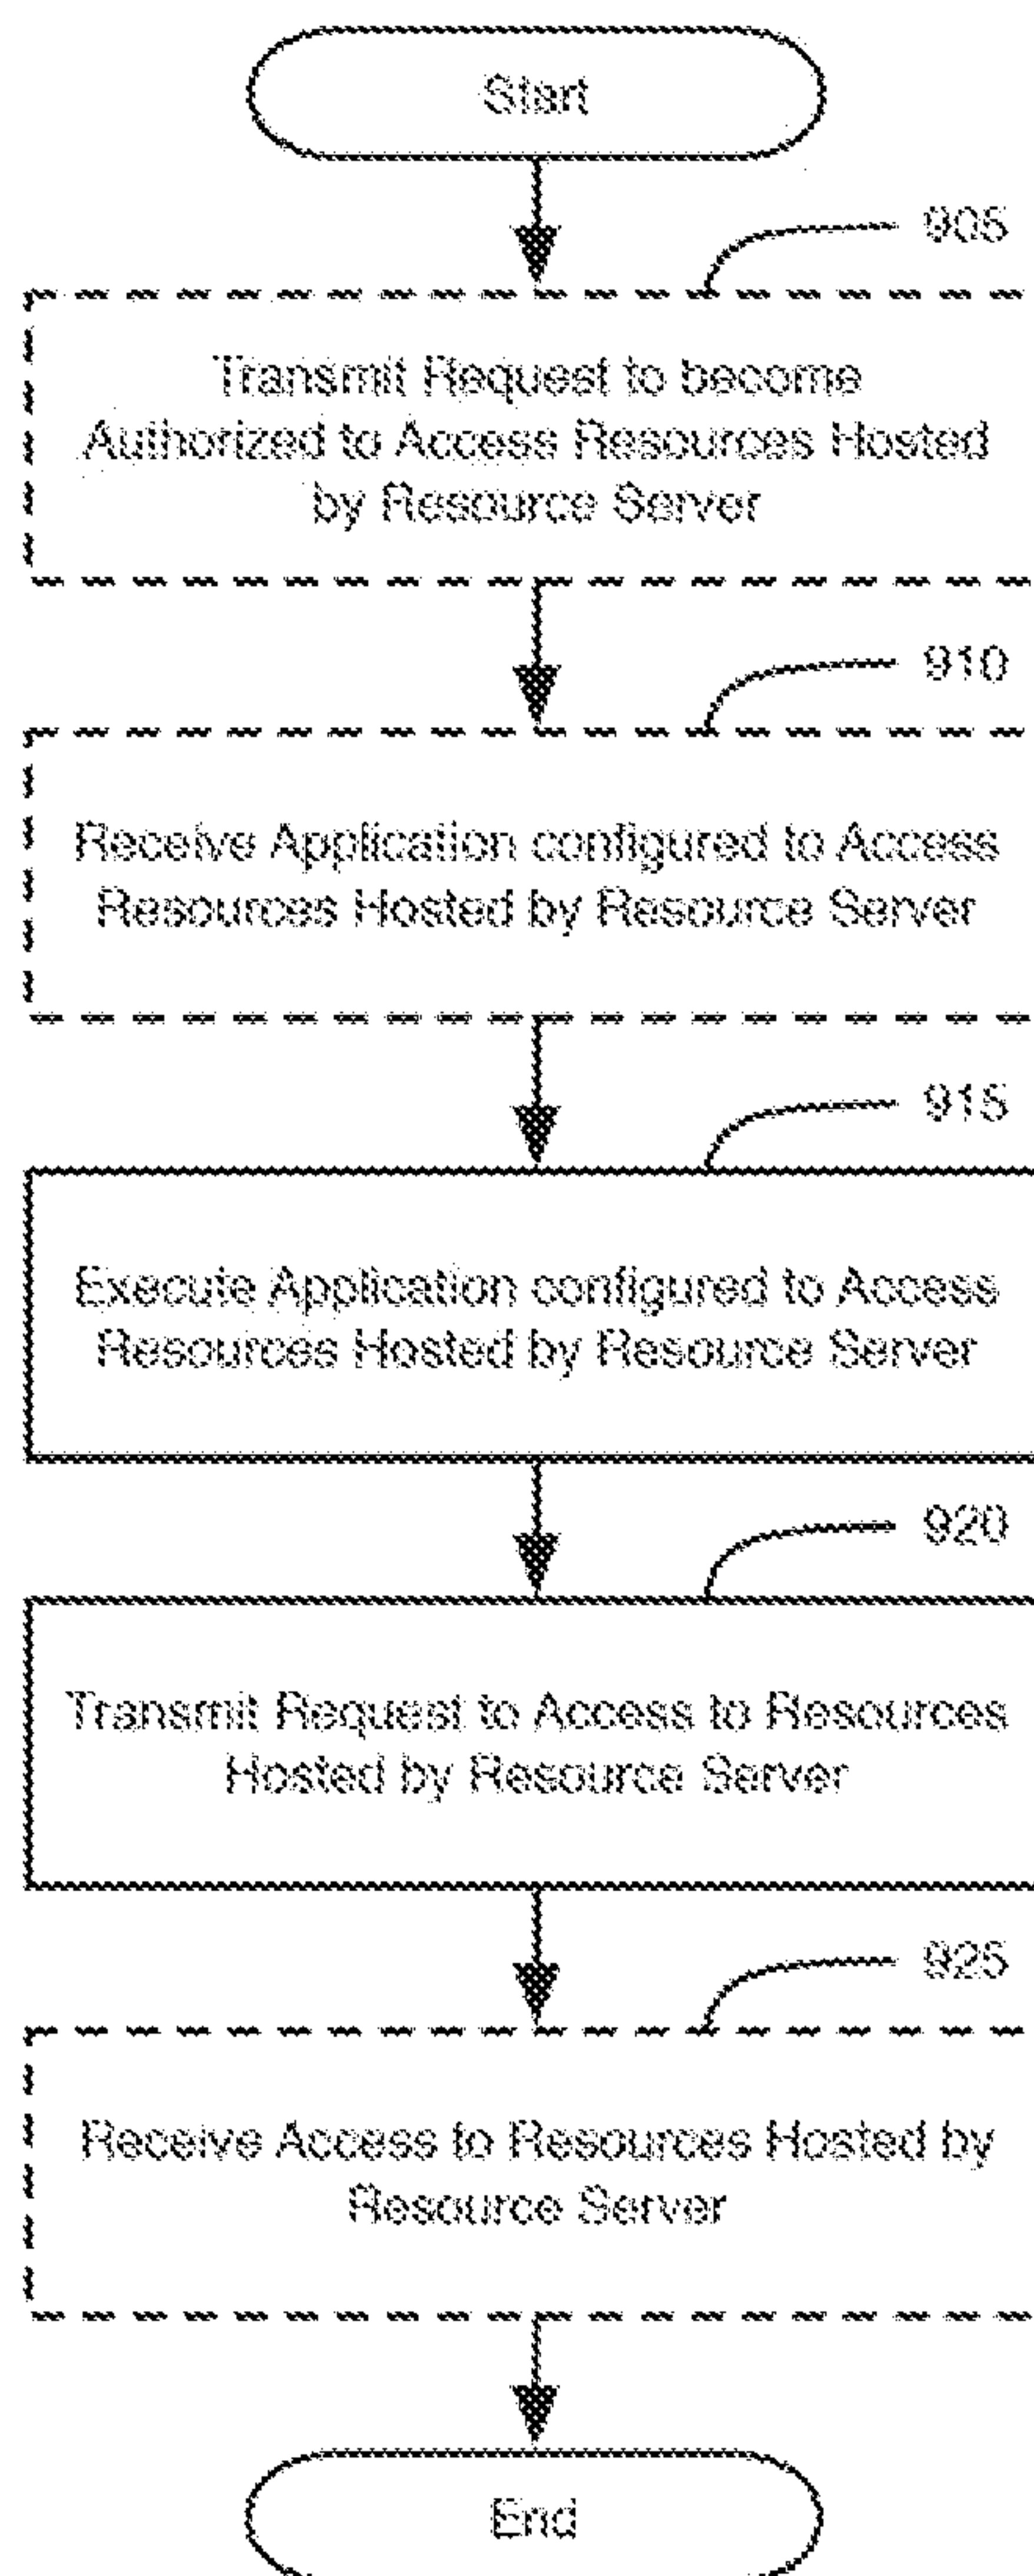 Start
905
Transmit Request to become
Authorized to Access Resources Hosted
by Resource Server
910
Receive Application configured to Access
Resources Hosted by Resource Server
915
Execute Application configured to Access
Resources Hosted by Resource Server
920
Transmit Request to Access to Resources
Hosted by Resource Server
925
Receive Access to Resources Hosted by
Resource Server
End